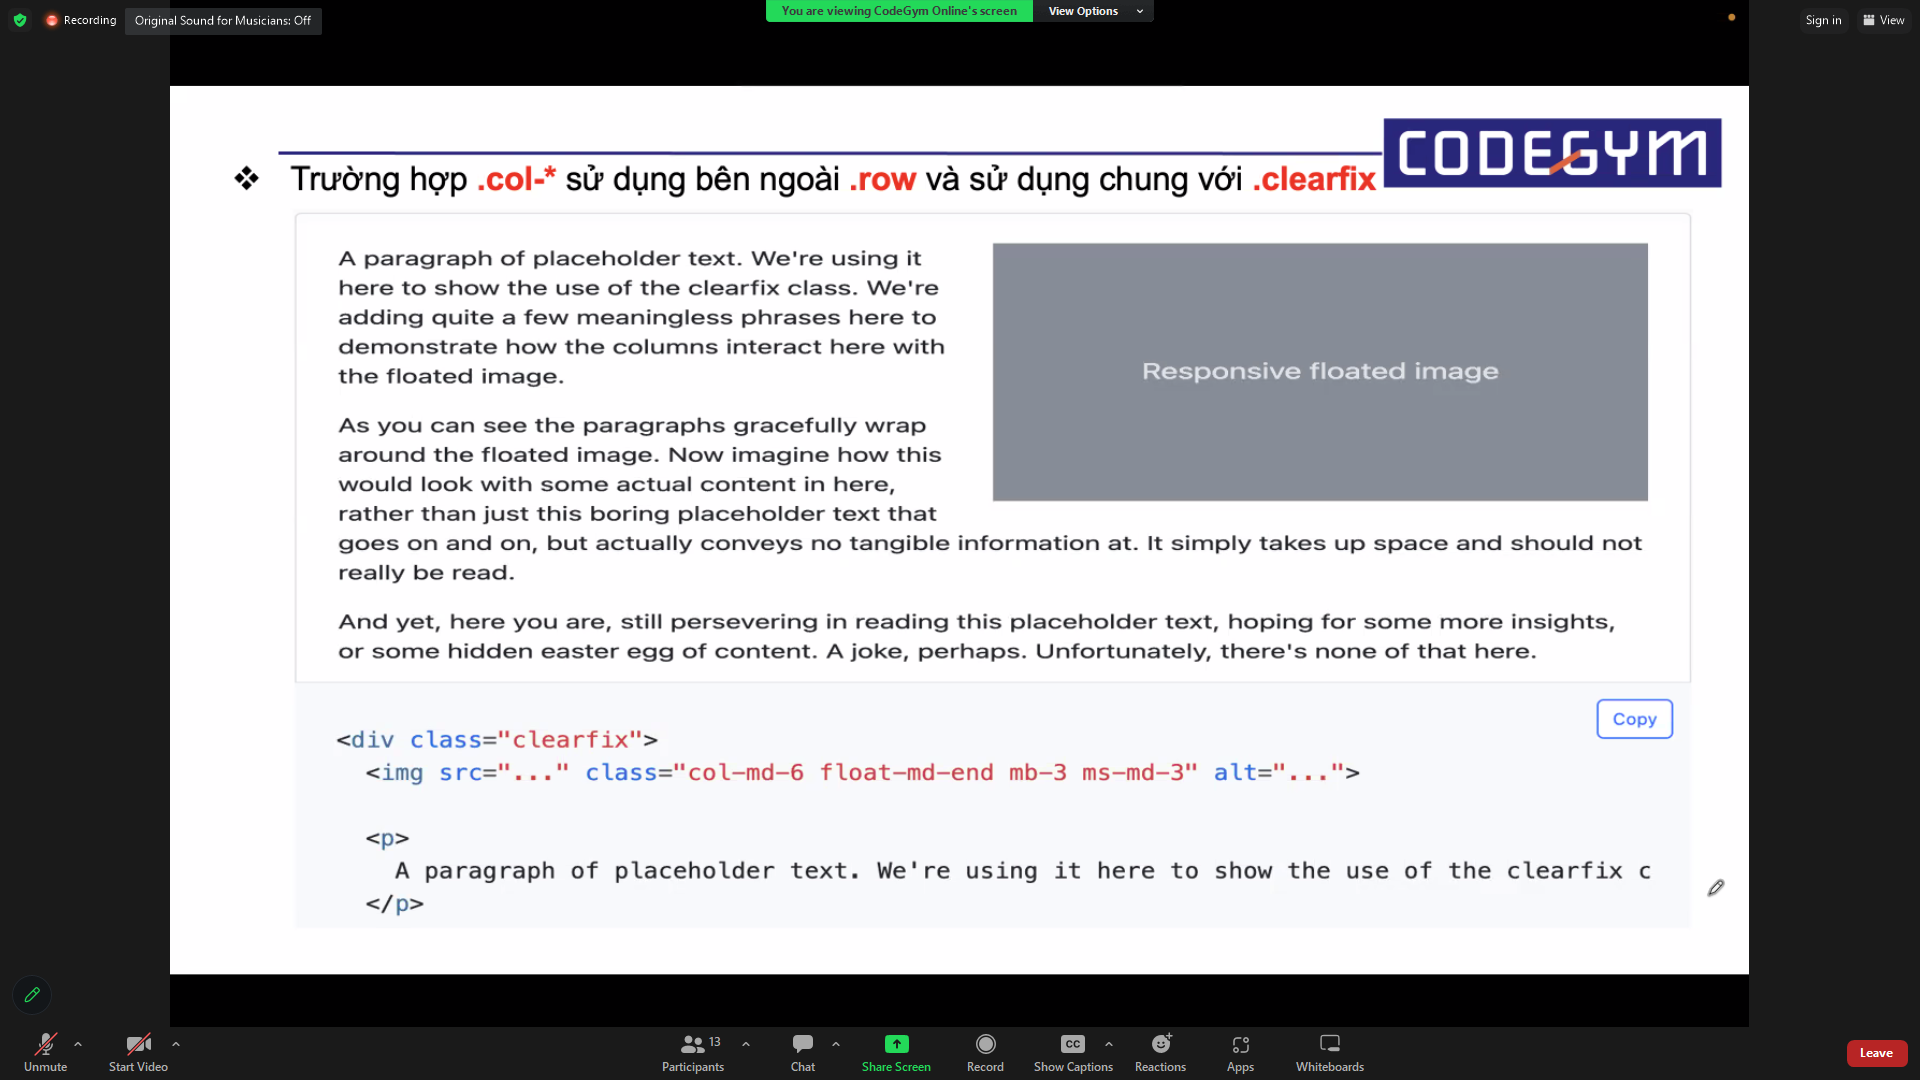 Recording
Original Sound for Musicians: Off
You are viewing CodeGym Online's screen
View Options
Sign in
View
CODEGYM
Trường hợp .col-* sử dụng bên ngoài .row và sử dụng chung với .clearfix
A paragraph of placeholder text. We're using it
here to show the use of the clearfix class. We're
adding quite a few meaningless phrases here to
demonstrate how the columns interact here with
the floated image.
Responsive floated image
As you can see the paragraphs gracefully wrap
around the floated image. Now imagine how this
would look with some actual content in here,
rather than just this boring placeholder text that
goes on and on, but actually conveys no tangible information at. It simply takes up space and should not
really be read.
And yet, here you are, still persevering in reading this placeholder text, hoping for some more insights,
or some hidden easter egg of content. A joke, perhaps. Unfortunately, there's none of that here.
Copy
<div class="clearfix">
<img src="..." class="col-md-6 float-md-end mb-3 ms-md-3" alt="...">
<p>
A paragraph of placeholder text. We're using it here to show the use of the clearfix c
</p>
Unmute
Start Video
13
Participants
Chat
Share Screen
Record
CC
Show Captions
Reactions
Apps
Whiteboards
Leave